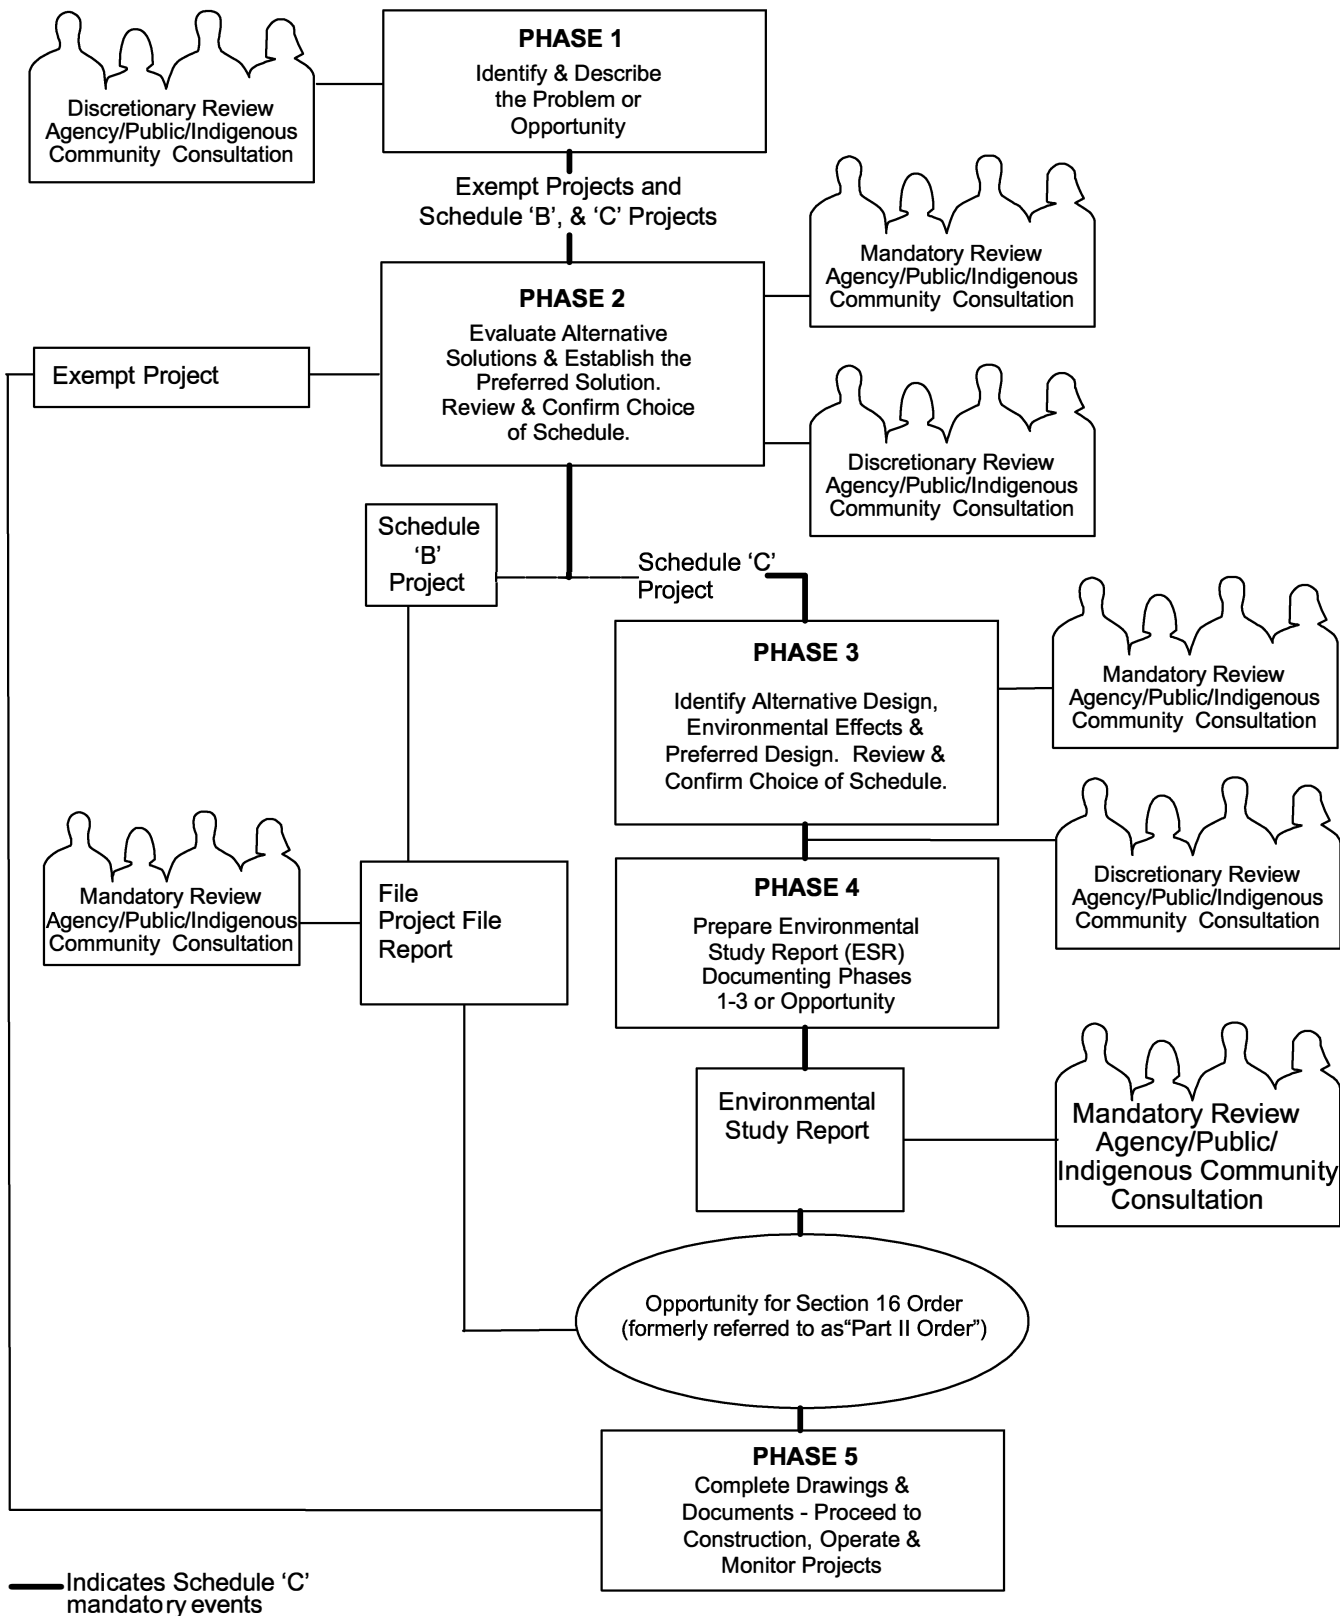 PHASE 1
Identify & Describe
the Problem or
Opportunity
Discretionary Review
Agency/Public/Indigenous
Community Consultation
Exempt Projects and
Schedule ‘B’, & ‘C’ Projects
Mandatory Review
Agency/Public/Indigenous
Community Consultation
PHASE 2
Evaluate Alternative
Solutions & Establish the
Preferred Solution.
Review & Confirm Choice
of Schedule.
Exempt Project
Discretionary Review
Agency/Public/Indigenous
Community Consultation
Schedule
‘B’
Project
Schedule ‘C’
Project
PHASE 3
Identify Alternative Design,
Environmental Effects &
Preferred Design. Review &
Confirm Choice of Schedule.
Mandatory Review
Agency/Public/Indigenous
Community Consultation
Mandatory Review
Agency/Public/Indigenous
Community Consultation
File
Project File
Report
PHASE 4
Prepare Environmental
Study Report (ESR)
Documenting Phases
1-3 or Opportunity
Discretionary Review
Agency/Public/Indigenous
Community Consultation
Environmental
Study Report
Mandatory Review
Agency/Public/
Indigenous Community
Consultation
Opportunity for Section 16 Order
(formerly referred to as“Part II Order”)
PHASE 5
Complete Drawings &
Documents - Proceed to
Construction, Operate &
Monitor Projects
Indicates Schedule ‘C’
mandatory events